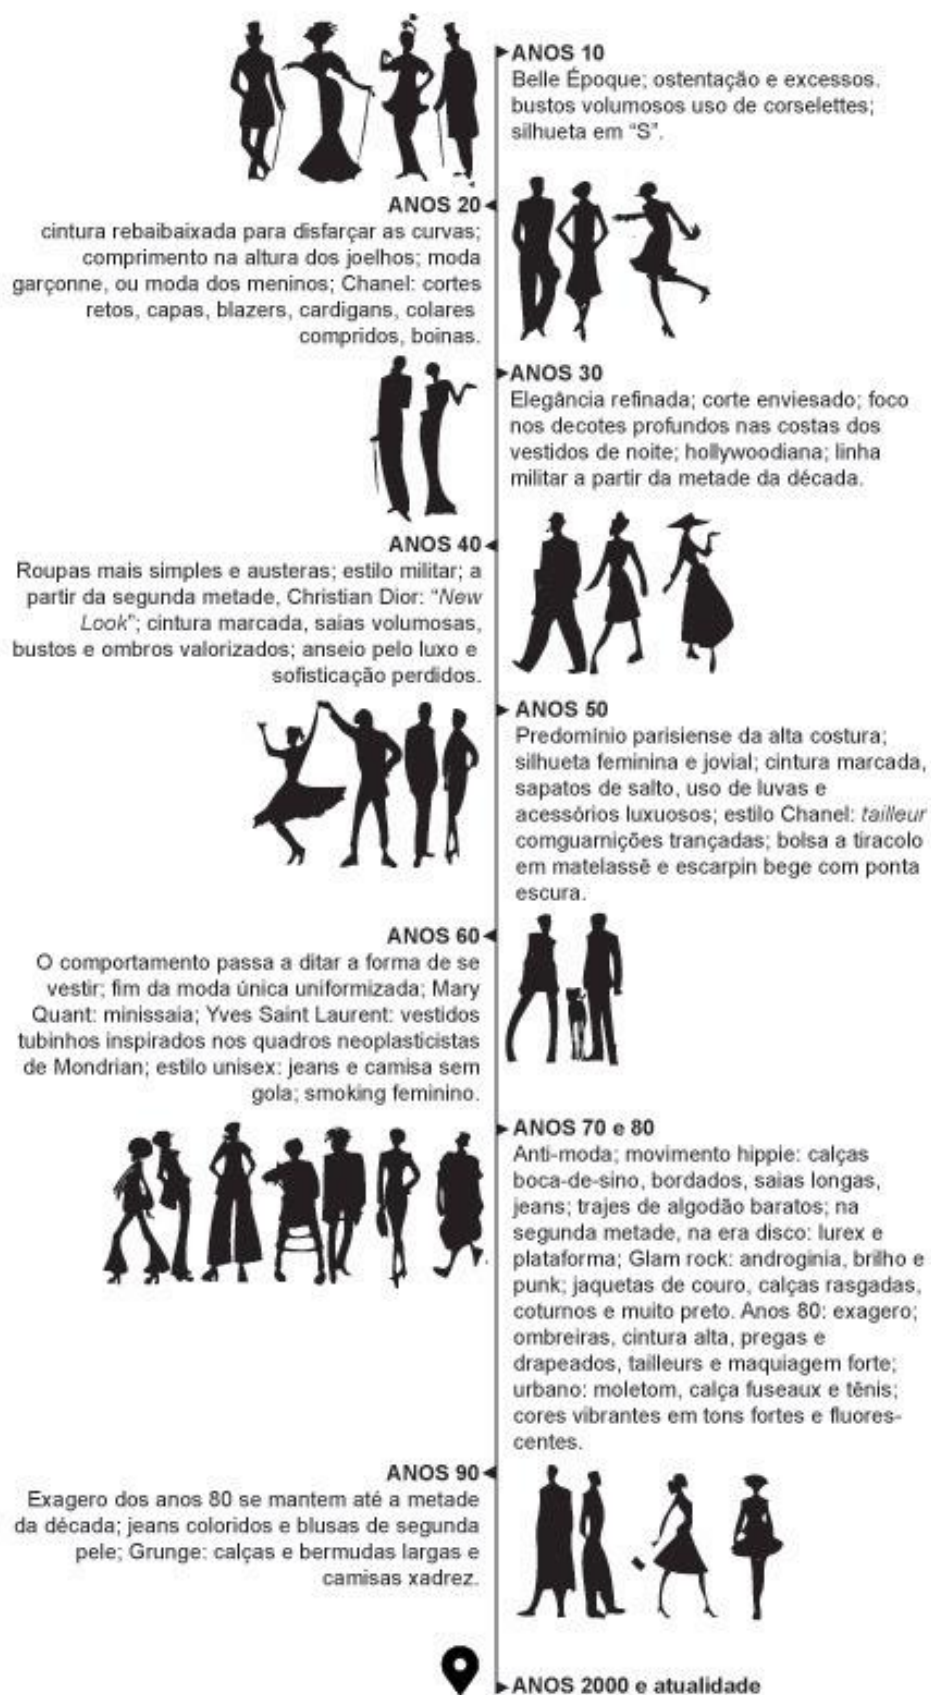 ANOS 10
Belle Époque; ostentação e excessos.
bustos volumosos uso de corselettes;
silhueta em “S”.
ANOS 20
cintura rebaibaixada para disfarçar as curvas;
comprimento na altura dos joelhos; moda
garçonne, ou moda dos meninos; Chanel: cortes
retos, capas, blazers, cardigans, colares
compridos, boinas.
ANOS 30
Elegância refinada; corte enviesado; foco
nos decotes profundos nas costas dos
vestidos de noite; hollywoodiana; linha
militar a partir da metade da década.
ANOS 40
Roupas mais simples e austeras; estilo militar; a
partir da segunda metade, Christian Dior: “New
Look”; cintura marcada, saias volumosas,
bustos e ombros valorizados; anseio pelo luxo e
sofisticação perdidos.
ANOS 50
Predomínio parisiense da alta costura;
silhueta feminina e jovial; cintura marcada,
sapatos de salto, uso de luvas e
acessórios luxuosos; estilo Chanel: tailleur
comguarnições trançadas; bolsa a tiracolo
em matelassê e escarpin bege com ponta
escura.
ANOS 60
O comportamento passa a ditar a forma de se
vestir; fim da moda única uniformizada; Mary
Quant: minissaia; Yves Saint Laurent: vestidos
tubinhos inspirados nos quadros neoplasticistas
de Mondrian; estilo unisex: jeans e camisa sem
gola; smoking feminino.
ANOS 70 e 80
Anti-moda; movimento hippie: calças
boca-de-sino, bordados, saias longas,
jeans; trajes de algodão baratos; na
segunda metade, na era disco: lurex e
plataforma; Glam rock: androginia, brilho e
punk; jaquetas de couro, calças rasgadas,
coturnos e muito preto. Anos 80: exagero;
ombreiras, cintura alta, pregas e
drapeados, tailleurs e maquiagem forte;
urbano: moletom, calça fuseaux e tênis;
cores vibrantes em tons fortes e fluores-
centes.
ANOS 90
Exagero dos anos 80 se mantem até a metade
da década; jeans coloridos e blusas de segunda
pele; Grunge: calças e bermudas largas e
camisas xadrez.
ANOS 2000 e atualidade